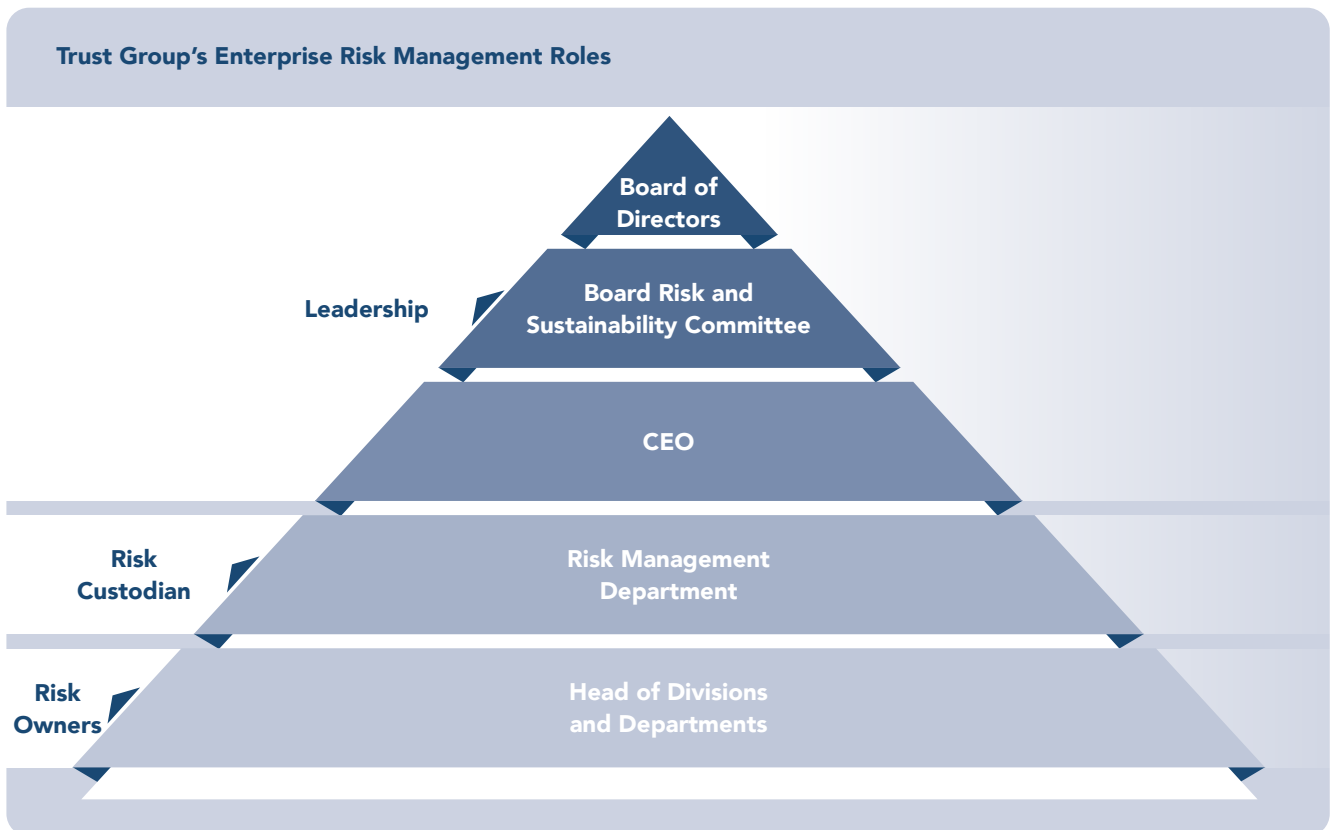 Trust Group’s Enterprise Risk Management Roles
Board of
Directors
Leadership
Board Risk and
Sustainability Committee
CEO
Risk
Custodian
Risk Management
Department
Risk
Owners
Head of Divisions
and Departments